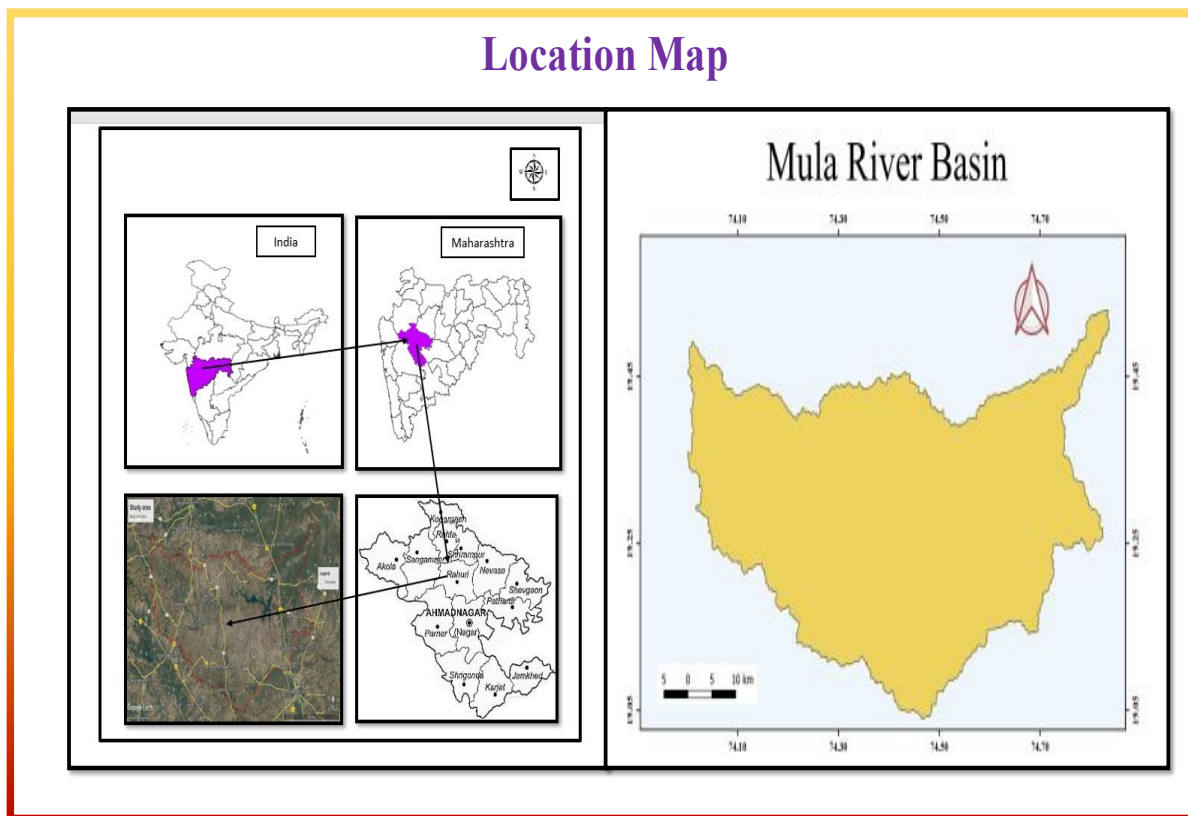 Location Map
India
Maharashtra
Study area
Google Earth
Kopargaon
Rahta
Sangamner
Shrirampur
Akola
Rahuri
Nevasa
Shevgaon
Pathardi
AHMADNAGAR
Parner
(Nagar)
Shrigonda
Karjat
Jamkhed
Mula River Basin
74.10 74.30 74.50 74.70
19.45 19.45
19.25 19.25
19.05 19.05
5 0 5 10 km
74.10 74.30 74.50 74.70